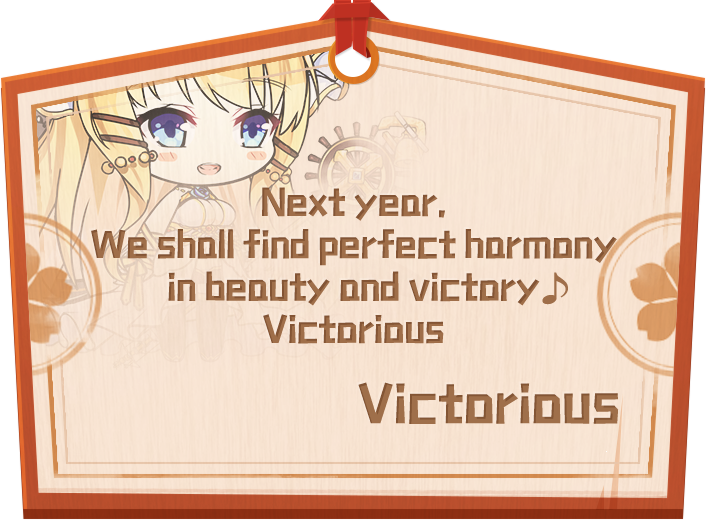 Next year,
We shall find perfect harmony
in beauty and victory♪
Victorious
Victorious